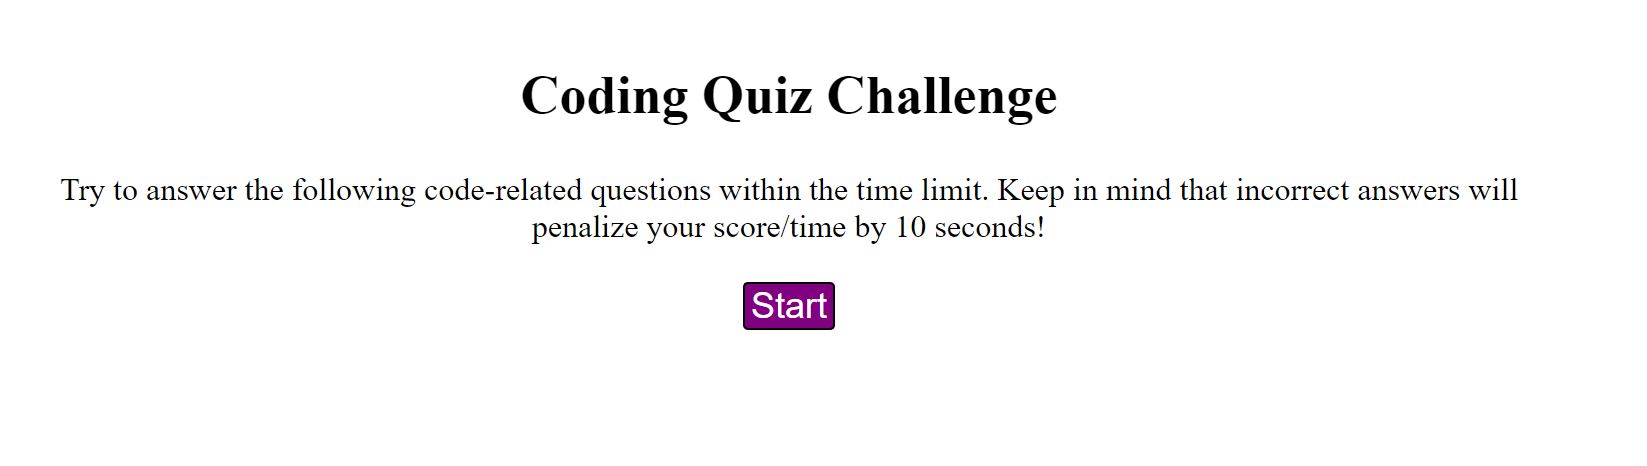 Coding Quiz Challenge
Try to answer the following code-related questions within the time limit. Keep in mind that incorrect answers will
penalize your score/time by 10 seconds!
Start